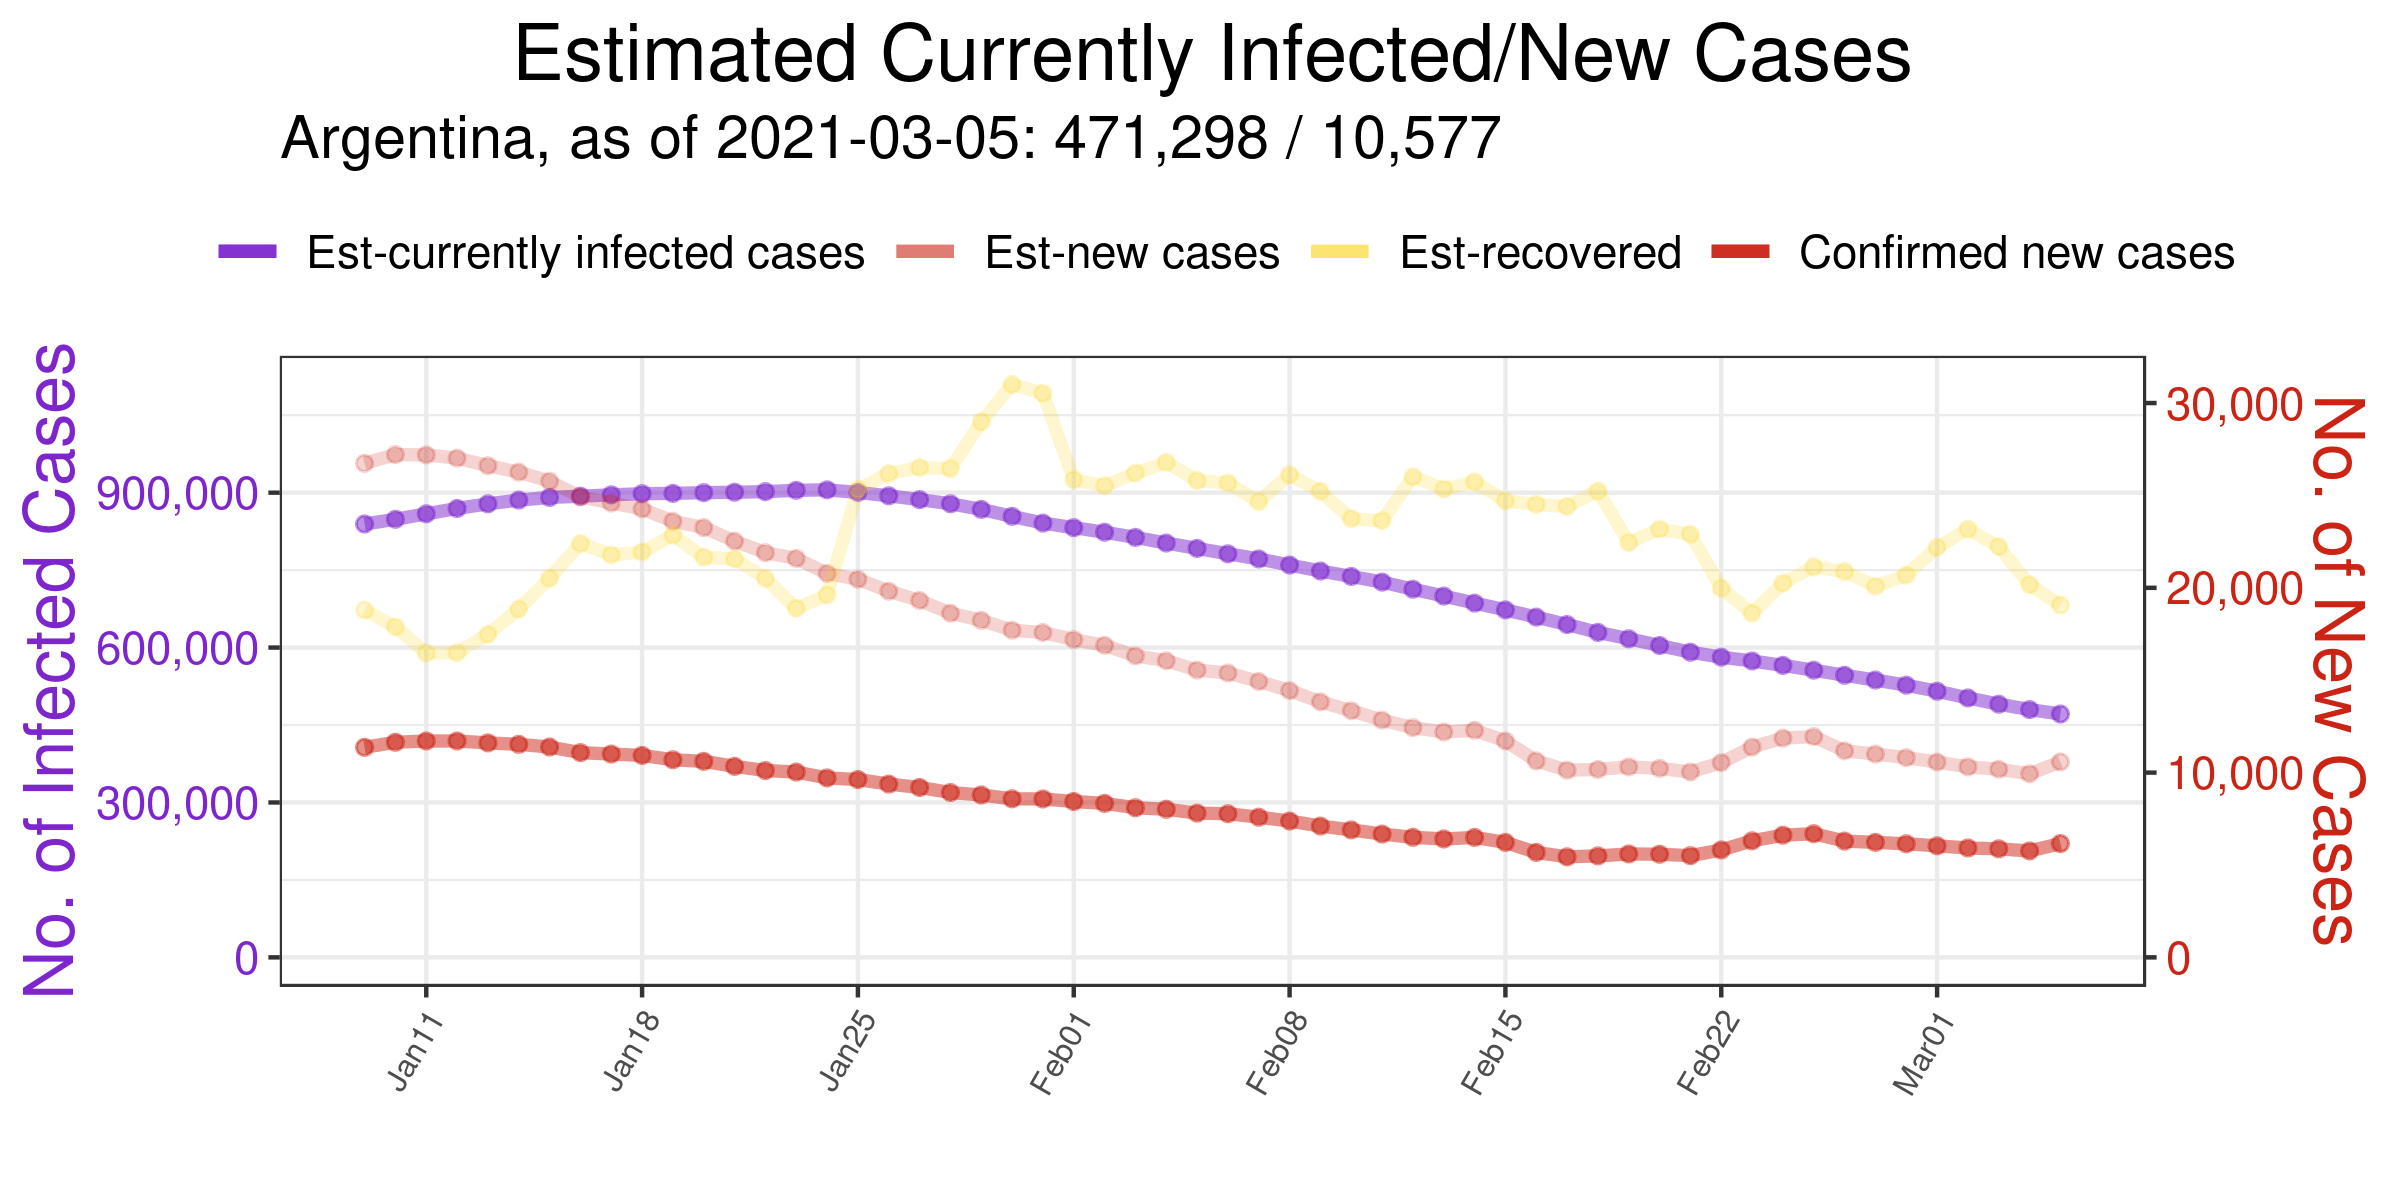 Estimated Currently Infected/New Cases
Argentina, as of 2021-03-05: 471,298 / 10,577
Est-currently infected cases Est-new cases Est-recovered Confirmed new cases
No. of Infected Cases
900,000
600,000
300,000
0
30,000
20,000
10,000
0
No. of New Cases
Jan11 Jan18 Jan25 Feb01 Feb08 Feb15 Feb22 Mar01